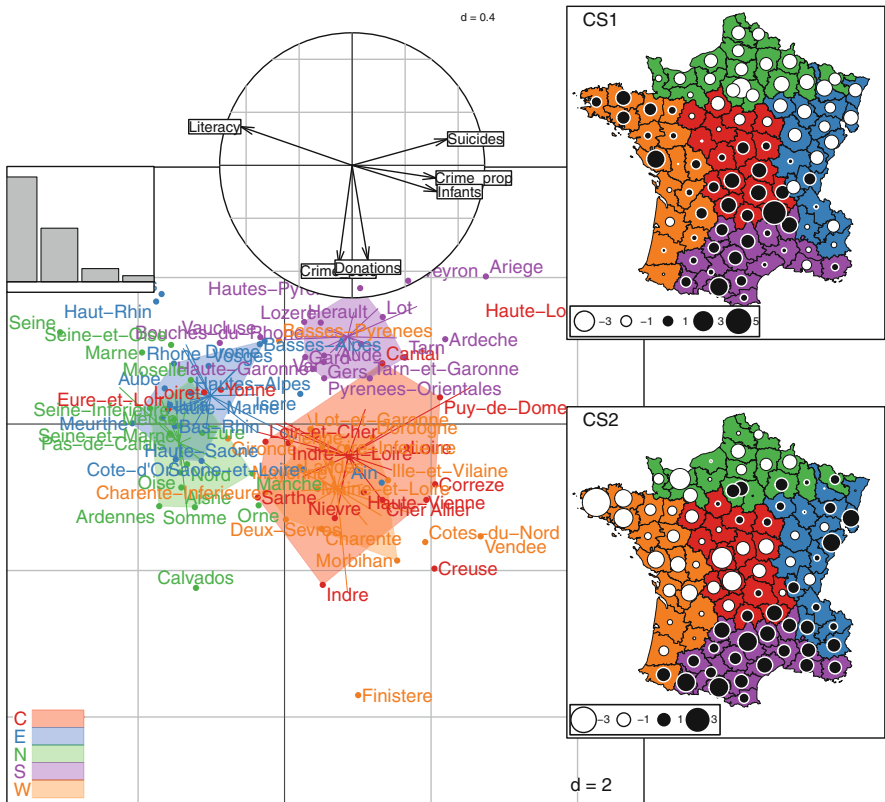 d = 0.4
CS1
Literacy
Suicides
Crime_prop
Infants
Donations
−3 −1 1 3 5
Hautes−Pyr
eyron
Ariege
Haut−Rhin
Lozere
Herault
Lot
Haute−Lo
Seine
Seine−et−Oise
Vaucluse
Bouches−du−Rhone
Basses−Pyrenees
Marne
Rhone
Drome
Vosges
Basses−Alpes
Ardeche
Tarn
Moselle
Haute−Garonne
Gard
Aude
Cantal
Aube
Hautes−Alpes
Gers
Tarn−et−Garonne
Eure−et−Loir
Loiret
Yonne
Isere
Pyrenees−Orientales
Seine−Inferieure
Haute−Marne
Puy−de−Dome
Meurthe
Bas−Rhin
Lot−et−Garonne
Dordogne
Seine−et−Marne
Eure
Loir−et−Cher
Pas−de−Calais
Haute−Saone
Gironde
Indre−et−Loire
Loire
Cote−d'Or
Saone−et−Loire
Ain
Ille−et−Vilaine
Oise
Nord
Manche
Correze
Charente−Inferieure
Aisne
Sarthe
Haute−Vienne
Ardennes
Somme
Orne
Nievre
Cher
Allier
Deux−Sevres
Charente
Cotes−du−Nord
Vendee
Morbihan
Calvados
Indre
Creuse
Finistere
CS2
−3 −1 1 3
C
E
N
S
W
d = 2